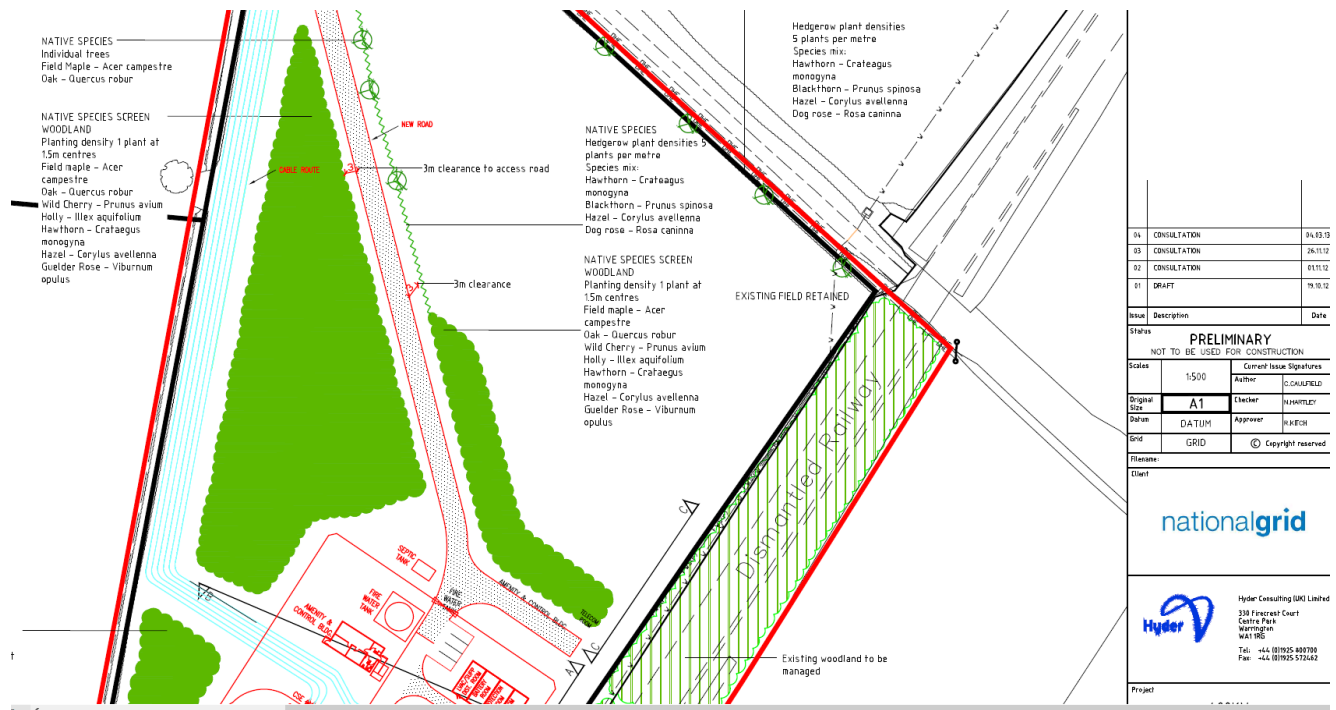 NATIVE SPECIES
Individual trees
Field Maple – Acer campestre
Oak – Quercus robur
NATIVE SPECIES SCREEN
WOODLAND
Planting density 1 plant at
1.5m centres
Field maple – Acer
campestre
Oak – Quercus robur
Wild Cherry – Prunus avium
Holly – Illex aquifolium
Hawthorn – Crataegus
monogyna
Hazel – Corylus avellenna
Guelder Rose – Viburnum
opulus
CABLE ROUTE
NEW ROAD
3
3m clearance to access road
3
3m clearance
NATIVE SPECIES
Hedgerow plant densities 5
plants per metre
Species mix:
Hawthorn – Crateagus
monogyna
Blackthorn – Prunus spinosa
Hazel – Corylus avellenna
Dog rose – Rosa caninna
NATIVE SPECIES SCREEN
WOODLAND
Planting density 1 plant at
1.5m centres
Field maple – Acer
campestre
Oak – Quercus robur
Wild Cherry – Prunus avium
Holly – Illex aquifolium
Hawthorn – Crataegus
monogyna
Hazel – Corylus avellenna
Guelder Rose – Viburnum
opulus
Hedgerow plant densities
5 plants per metre
Species mix:
Hawthorn – Crateagus
monogyna
Blackthorn – Prunus spinosa
Hazel – Corylus avellenna
Dog rose – Rosa caninna
EXISTING FIELD RETAINED
Dismantled Railway
Existing woodland to be
managed
SEPTIC
TANK
FIRE
WATER
TANK
FIRE
WATER
AMENITY &
CONTROL BLDG
AMENITY & CONTROL BLDG.
TELECOM
B
C
A
C
04 CONSULTATION 04.03.13
03 CONSULTATION 26.11.12
02 CONSULTATION 01.11.12
01 DRAFT 19.10.12
Issue Description Date
Status
PRELIMINARY
NOT TO BE USED FOR CONSTRUCTION
Scales 1:500
Current Issue Signatures
Author C.CAULFIELD
Original
Size A1
Checker N.HARTLEY
Datum DATUM
Approver R.KEOH
Grid GRID
© Copyright reserved
Filename:
Client
nationalgrid
Hyder
Hyder Consulting (UK) Limited
330 Firecrest Court
Centre Park
Warrington
WA1 1RG
Tel: +44 (0)1925 800700
Fax: +44 (0)1925 572462
Project